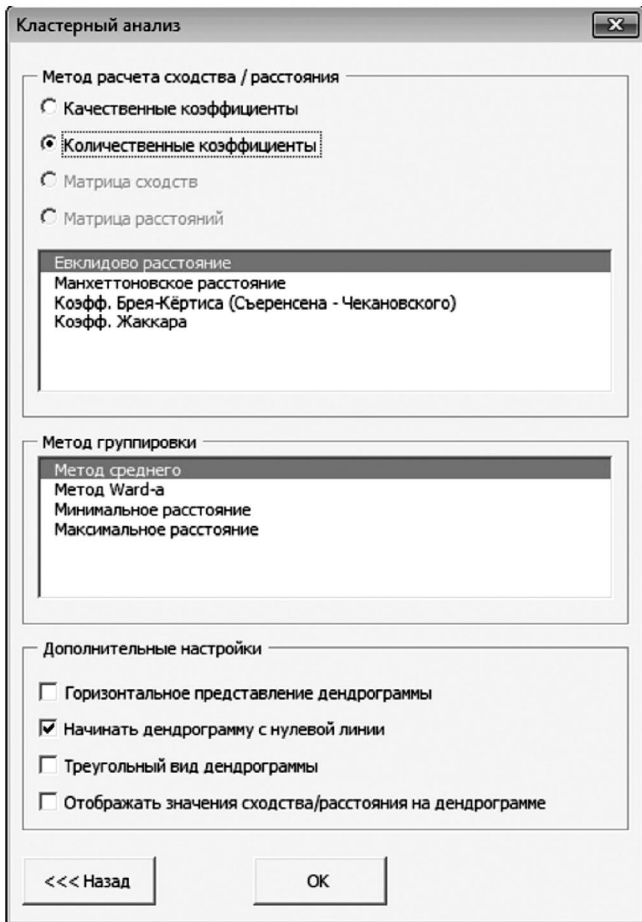 Кластерный анализ
Метод расчета сходства / расстояния
Качественные коэффициенты
Количественные коэффициенты
Матрица сходств
Матрица расстояний
Евклидово расстояние
Манхеттоновское расстояние
Коэфф. Брея-Кёртиса (Съеренсена - Чекановского)
Коэфф. Жаккара
Метод группировки
Метод среднего
Метод Ward-а
Минимальное расстояние
Максимальное расстояние
Дополнительные настройки
Горизонтальное представление дендрограммы
Начинать дендрограмму с нулевой линии
Треугольный вид дендрограммы
Отображать значения сходства/расстояния на дендрограмме
<<< Назад
OK